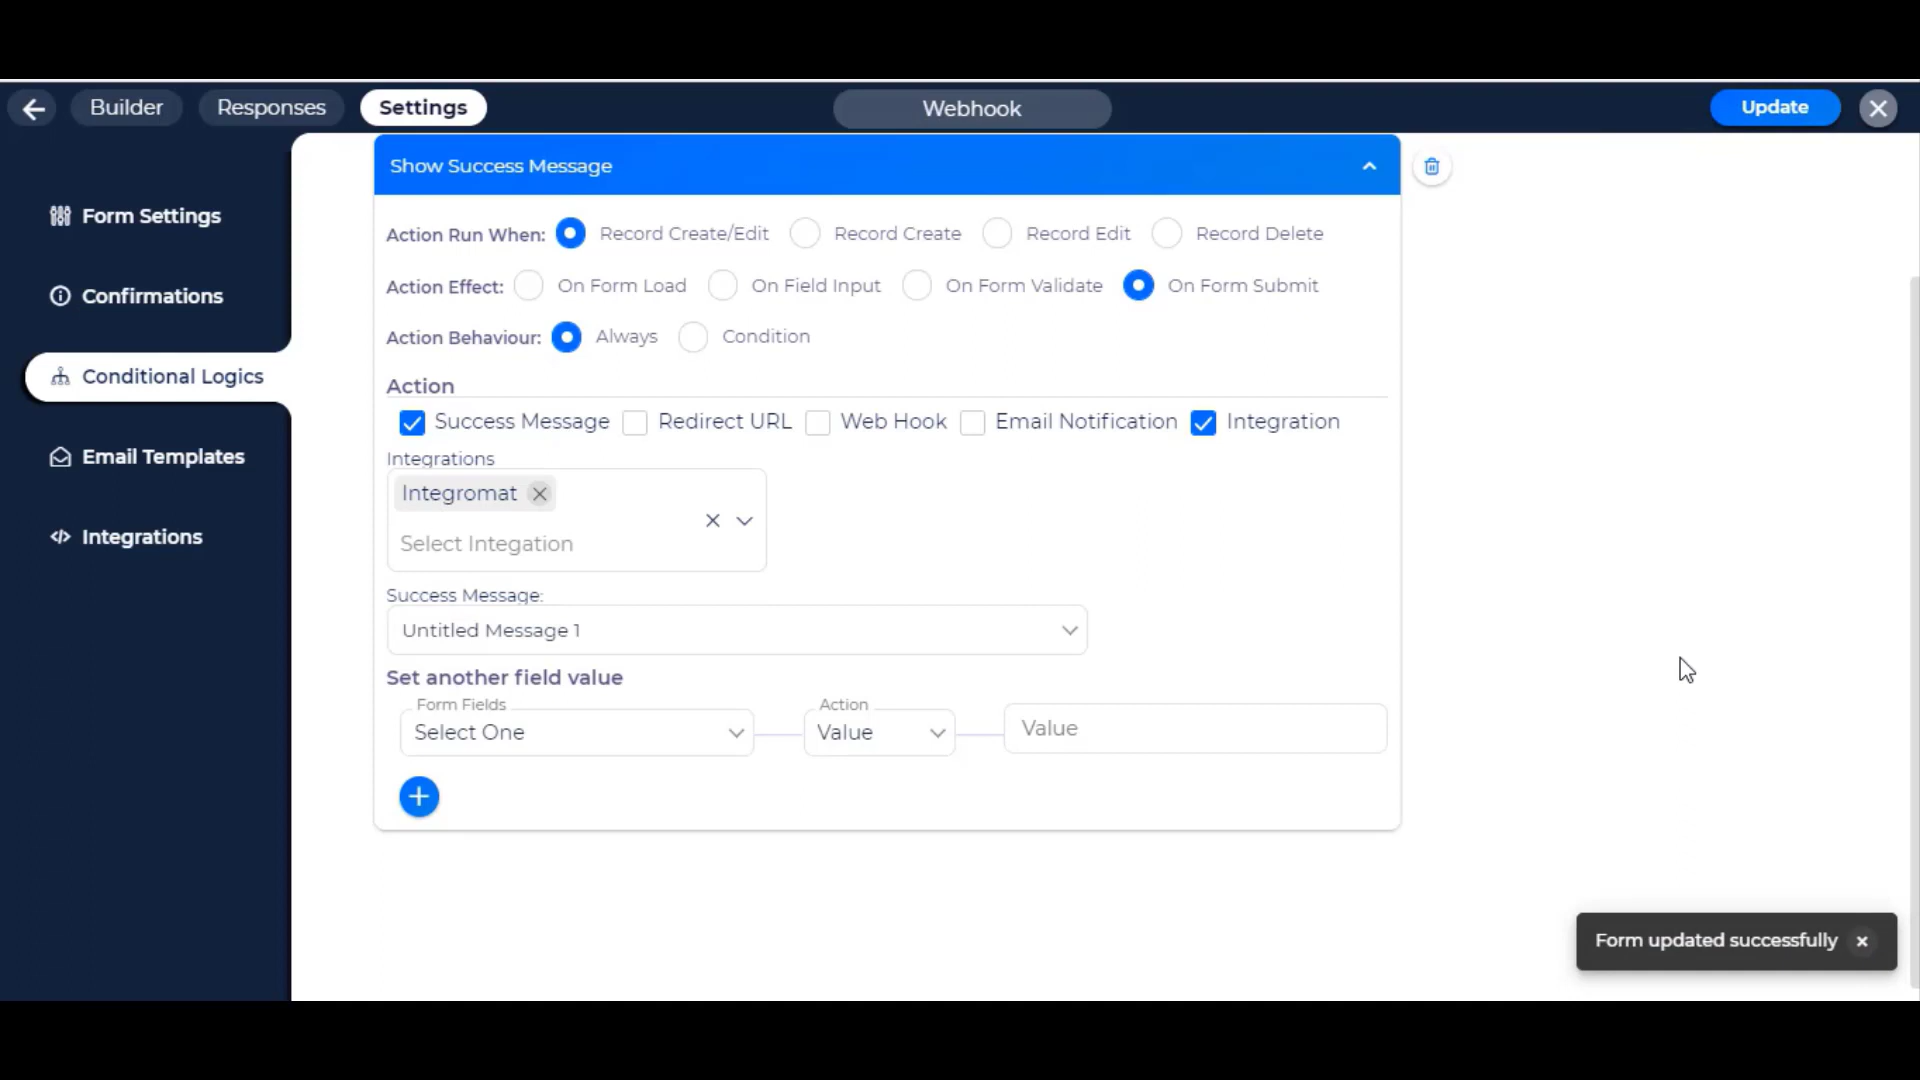 Builder Responses Settings Webhook Update
Show Success Message
Form Settings
Confirmations
Conditional Logics
Email Templates
Integrations
Action Run When: Record Create/Edit Record Create Record Edit Record Delete
Action Effect: On Form Load On Field Input On Form Validate On Form Submit
Action Behaviour: Always Condition
Action
Success Message Redirect URL Web Hook Email Notification Integration
Integrations
Integromat
Select Integation
Success Message:
Untitled Message 1
Set another field value
Form Fields Action
Select One Value Value
Form updated successfully